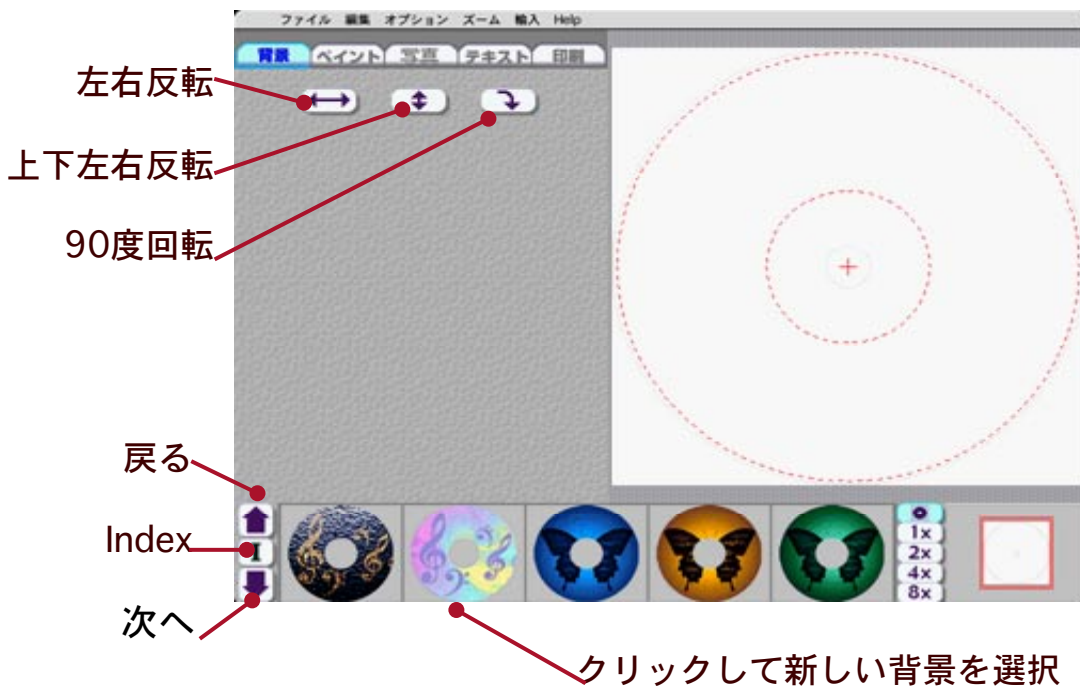 ファイル 編集 オプション ズーム 輸入 Help
背景 ペイント 写真 テキスト 印刷
左右反転
上下左右反転
90度回転
戻る
Index
I
次へ
1x
2x
4x
8x
クリックして新しい背景を選択